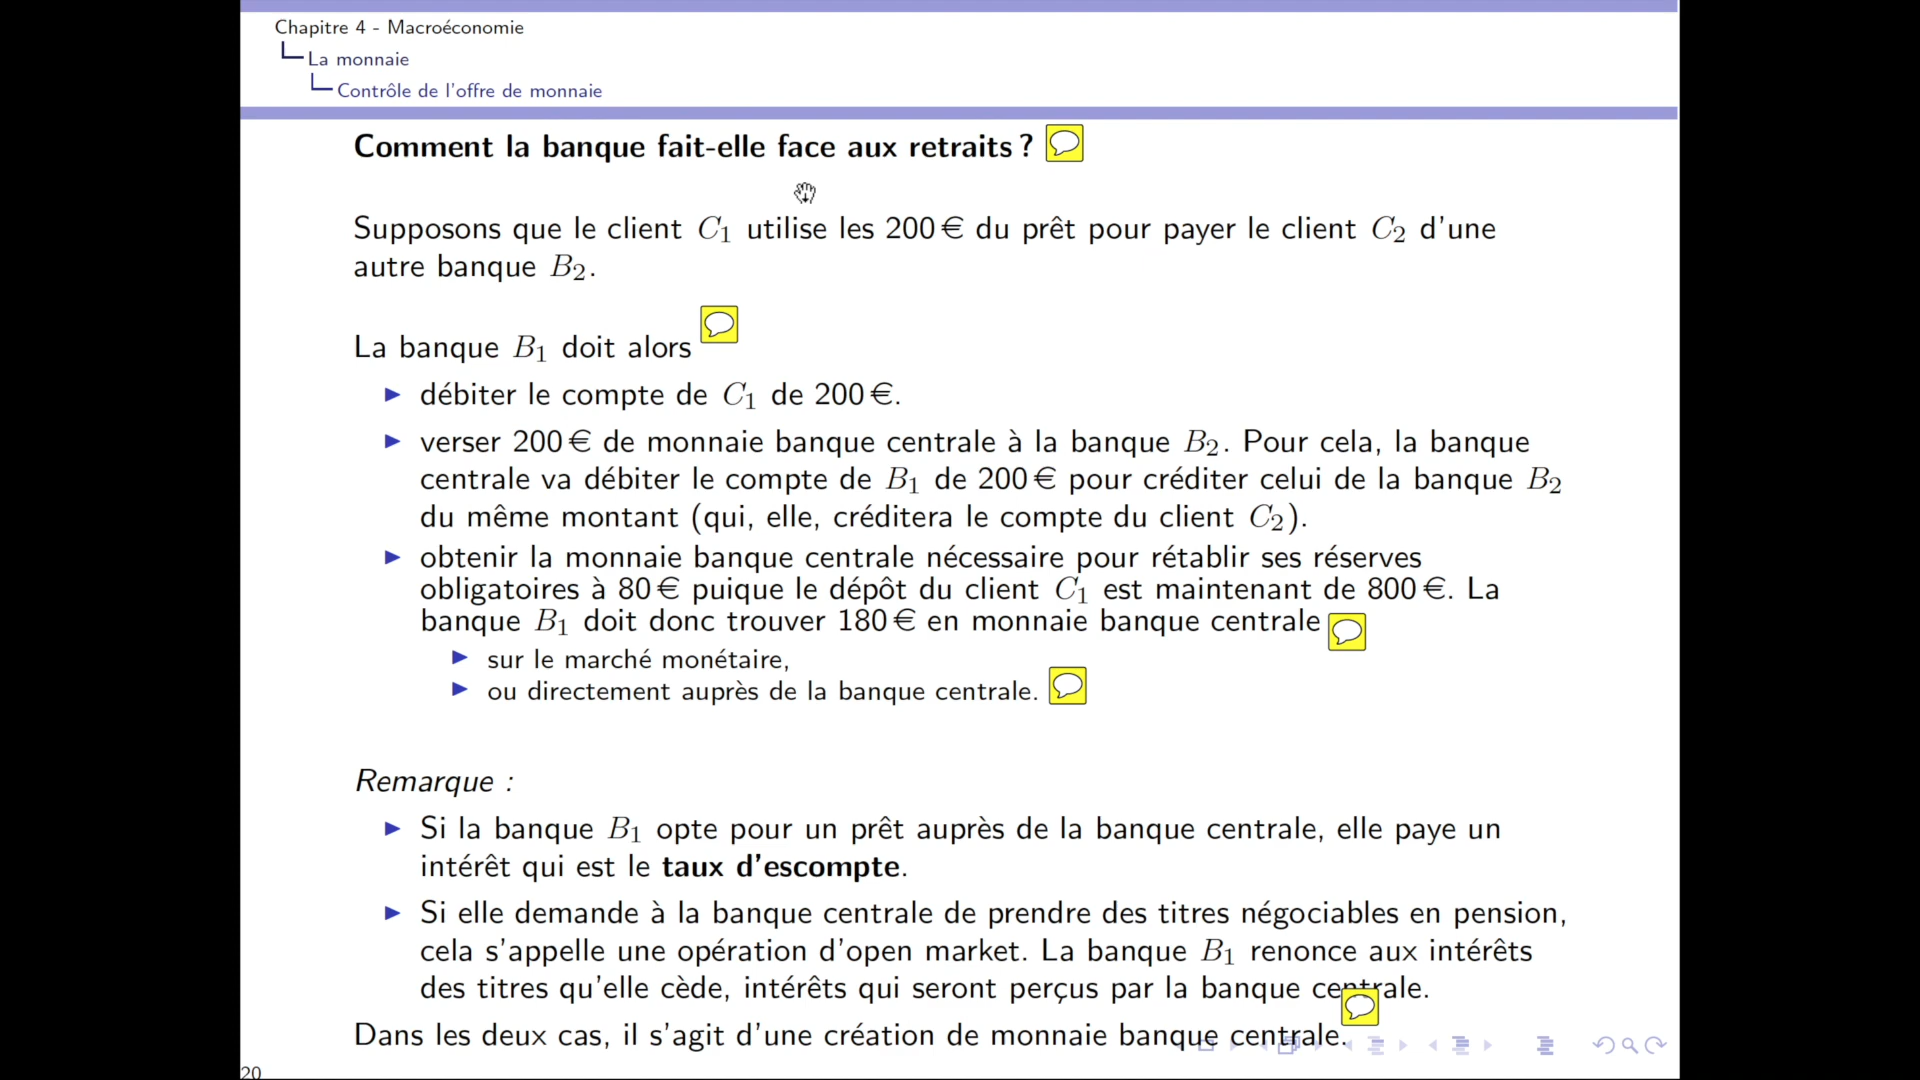 Chapitre 4 - Macroéconomie
La monnaie
Contrôle de l'offre de monnaie
Comment la banque fait-elle face aux retraits ?
Supposons que le client C₁ utilise les 200 € du prêt pour payer le client C₂ d'une
autre banque B₂.
La banque B₁ doit alors
▶ débiter le compte de C₁ de 200 €.
▶ verser 200 € de monnaie banque centrale à la banque B₂. Pour cela, la banque
centrale va débiter le compte de B₁ de 200 € pour créditer celui de la banque B₂
du même montant (qui, elle, créditera le compte du client C₂).
▶ obtenir la monnaie banque centrale nécessaire pour rétablir ses réserves
obligatoires à 80 € puique le dépôt du client C₁ est maintenant de 800 €. La
banque B₁ doit donc trouver 180 € en monnaie banque centrale
▶ sur le marché monétaire,
▶ ou directement auprès de la banque centrale.
Remarque :
▶ Si la banque B₁ opte pour un prêt auprès de la banque centrale, elle paye un
intérêt qui est le taux d'escompte.
▶ Si elle demande à la banque centrale de prendre des titres négociables en pension,
cela s'appelle une opération d'open market. La banque B₁ renonce aux intérêts
des titres qu'elle cède, intérêts qui seront perçus par la banque centrale.
Dans les deux cas, il s'agit d'une création de monnaie banque centrale.
20